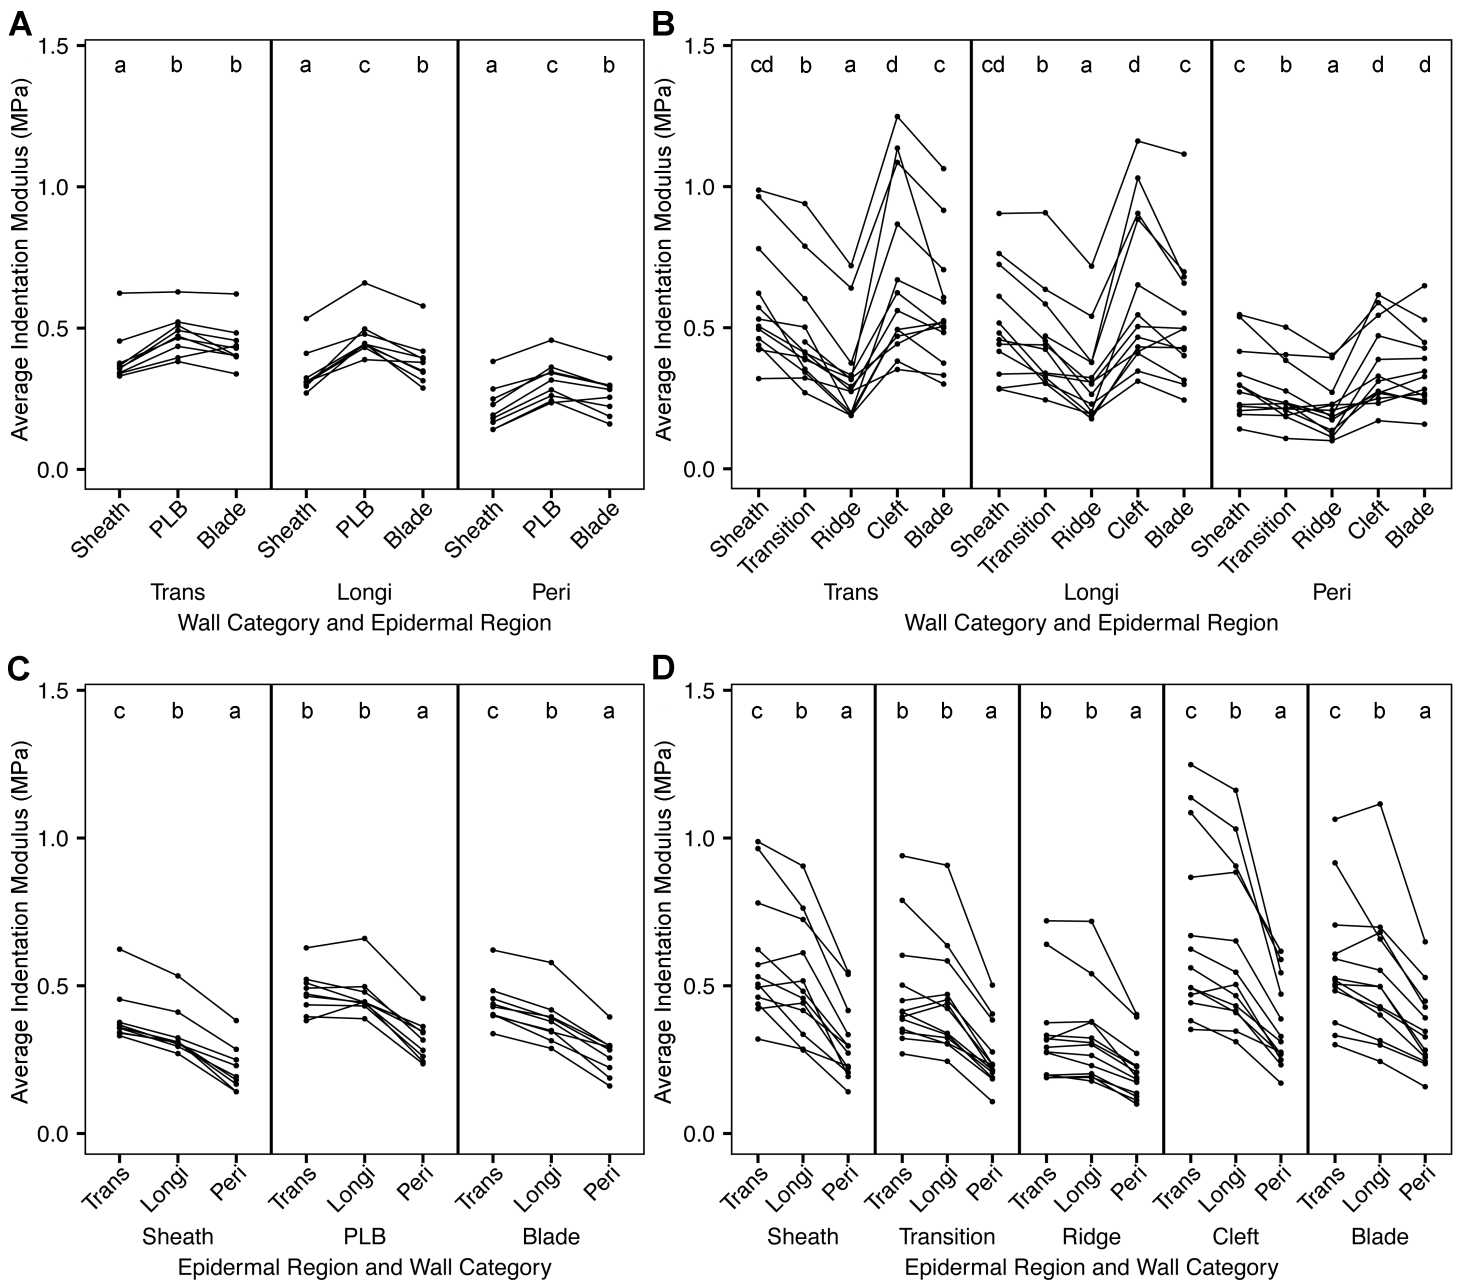 A
Average Indentation Modulus (MPa)
1.5
1.0
0.5
0.0
a b b a c b a c b
Sheath PLB Blade Sheath PLB Blade Sheath PLB Blade
Trans Longi Peri
Wall Category and Epidermal Region
B
Average Indentation Modulus (MPa)
1.5
1.0
0.5
0.0
cd b a d c cd b a d c c b a d d
Sheath Transition Ridge Cleft Blade Sheath Transition Ridge Cleft Blade Sheath Transition Ridge Cleft Blade
Trans Longi Peri
Wall Category and Epidermal Region
C
Average Indentation Modulus (MPa)
1.5
1.0
0.5
0.0
c b a b b a c b a
Trans Longi Peri Trans Longi Peri Trans Longi Peri
Sheath PLB Blade
Epidermal Region and Wall Category
D
Average Indentation Modulus (MPa)
1.5
1.0
0.5
0.0
c b a b b a b b a c b a c b a
Trans Longi Peri Trans Longi Peri Trans Longi Peri Trans Longi Peri Trans Longi Peri
Sheath Transition Ridge Cleft Blade
Epidermal Region and Wall Category